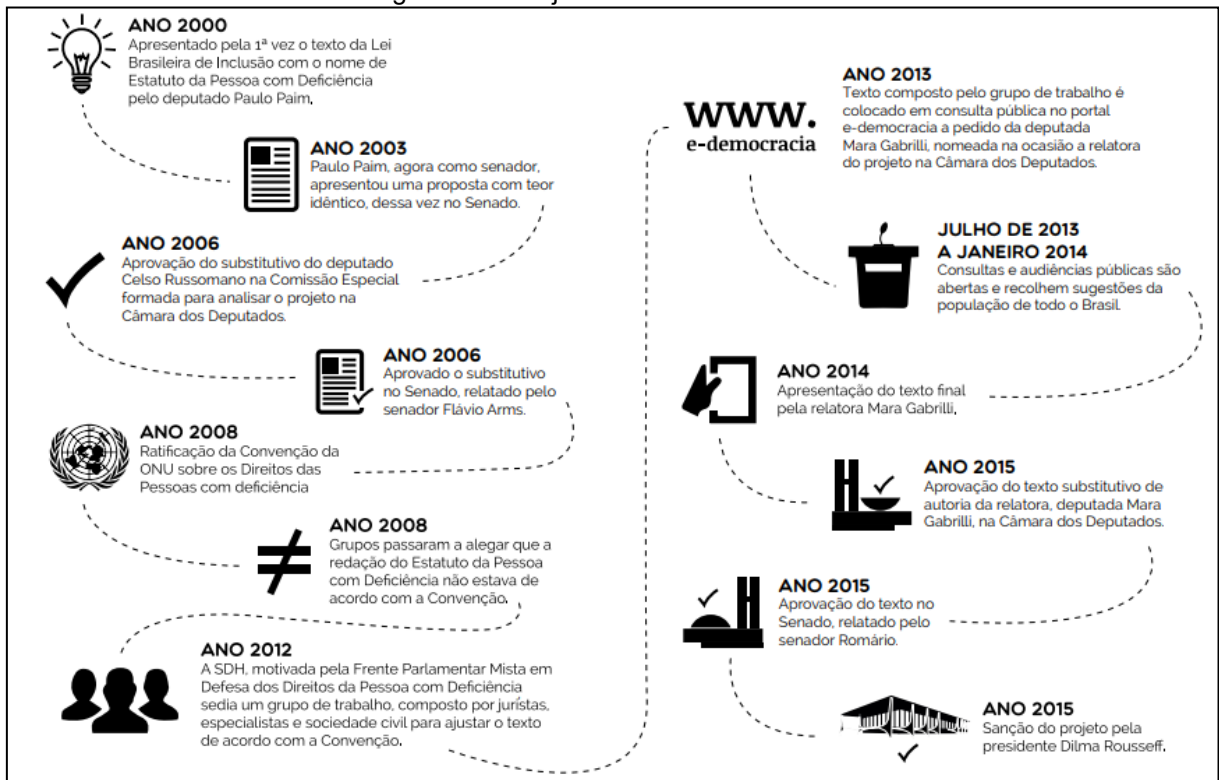 ANO 2000
Apresentado pela 1ª vez o texto da Lei
Brasileira de Inclusão com o nome de
Estatuto da Pessoa com Deficiência
pelo deputado Paulo Paim.
ANO 2003
Paulo Paim, agora como senador,
apresentou uma proposta com teor
idêntico, dessa vez no Senado.
ANO 2006
Aprovação do substitutivo do deputado
Celso Russomano na Comissão Especial
formada para analisar o projeto na
Câmara dos Deputados.
ANO 2006
Aprovado o substitutivo
no Senado, relatado pelo
senador Flávio Arms.
ANO 2008
Ratificação da Convenção da
ONU sobre os Direitos das
Pessoas com deficiência
ANO 2008
Grupos passaram a alegar que a
redação do Estatuto da Pessoa
com Deficiência não estava de
acordo com a Convenção.
ANO 2012
A SDH, motivada pela Frente Parlamentar Mista em
Defesa dos Direitos da Pessoa com Deficiência
sedia um grupo de trabalho, composto por juristas,
especialistas e sociedade civil para ajustar o texto
de acordo com a Convenção.
www.
e-democracia
ANO 2013
Texto composto pelo grupo de trabalho é
colocado em consulta pública no portal
e-democracia a pedido da deputada
Mara Gabrilli, nomeada na ocasião a relatora
do projeto na Câmara dos Deputados.
JULHO DE 2013
A JANEIRO 2014
Consultas e audiências públicas são
abertas e recolhem sugestões da
população de todo o Brasil.
ANO 2014
Apresentação do texto final
pela relatora Mara Gabrilli.
ANO 2015
Aprovação do texto substitutivo de
autoria da relatora, deputada Mara
Gabrilli, na Câmara dos Deputados.
ANO 2015
Aprovação do texto no
Senado, relatado pelo
senador Romário.
ANO 2015
Sanção do projeto pela
presidente Dilma Rousseff.